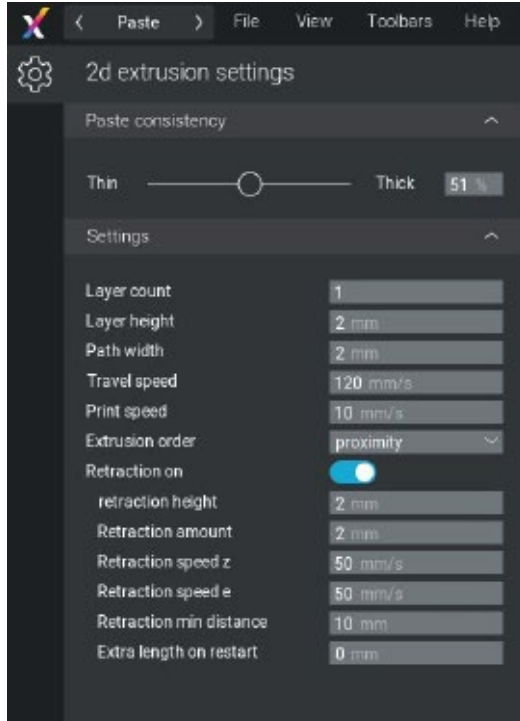 Paste File View Toolbars Help
2d extrusion settings
Paste consistency
Thin Thick 51 %
Settings
Layer count 1
Layer height 2 mm
Path width 2 mm
Travel speed 120 mm/s
Print speed 10 mm/s
Extrusion order proximity
Retraction on
retraction height 2 mm
Retraction amount 2 mm
Retraction speed z 50 mm/s
Retraction speed e 50 mm/s
Retraction min distance 10 mm
Extra length on restart 0 mm